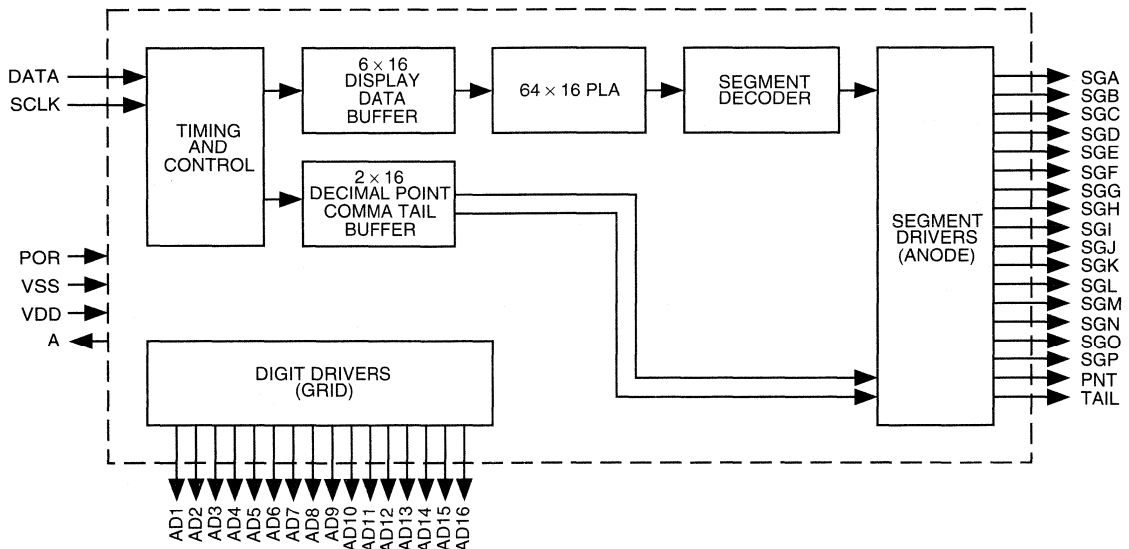 DATA
SCLK
POR
VSS
VDD
A
TIMING
AND
CONTROL
6 × 16
DISPLAY
DATA
BUFFER
64 × 16 PLA
SEGMENT
DECODER
2 × 16
DECIMAL POINT
COMMA TAIL
BUFFER
SEGMENT
DRIVERS
(ANODE)
DIGIT DRIVERS
(GRID)
SGA
SGB
SGC
SGD
SGE
SGF
SGG
SGH
SGI
SGJ
SGK
SGL
SGM
SGN
SGO
SGP
PNT
TAIL
AD1
AD2
AD3
AD4
AD5
AD6
AD7
AD8
AD9
AD10
AD11
AD12
AD13
AD14
AD15
AD16